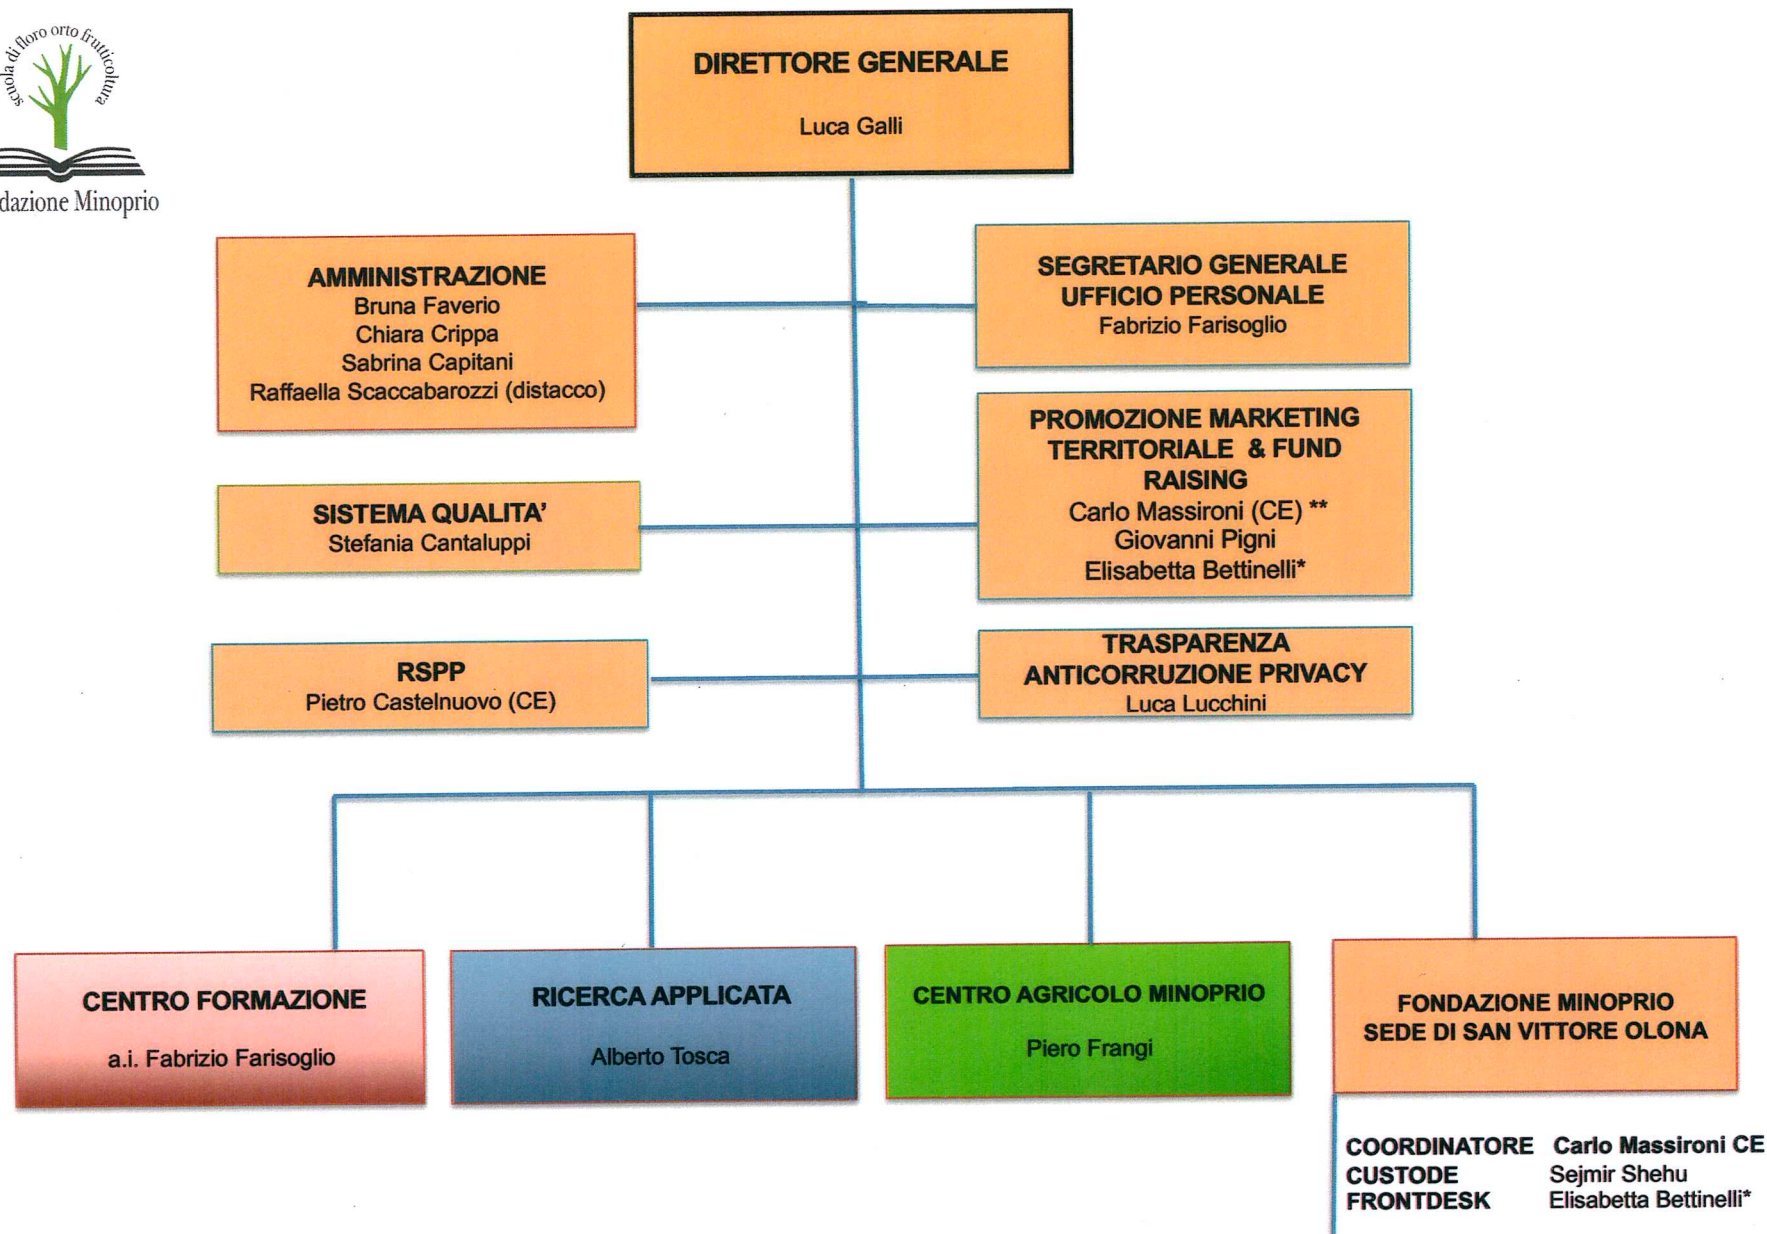 scuola di floro orto frutticoltura
dazione Minoprio
DIRETTORE GENERALE
Luca Galli
AMMINISTRAZIONE
Bruna Faverio
Chiara Crippa
Sabrina Capitani
Raffaella Scaccabarozzi (distacco)
SEGRETARIO GENERALE
UFFICIO PERSONALE
Fabrizio Farisoglio
SISTEMA QUALITA'
Stefania Cantaluppi
PROMOZIONE MARKETING
TERRITORIALE & FUND
RAISING
Carlo Massironi (CE) **
Giovanni Pigni
Elisabetta Bettinelli*
RSPP
Pietro Castelnuovo (CE)
TRASPARENZA
ANTICORRUZIONE PRIVACY
Luca Lucchini
CENTRO FORMAZIONE
a.i. Fabrizio Farisoglio
RICERCA APPLICATA
Alberto Tosca
CENTRO AGRICOLO MINOPRIO
Piero Frangi
FONDAZIONE MINOPRIO
SEDE DI SAN VITTORE OLONA
COORDINATORE Carlo Massironi CE
CUSTODE Sejmir Shehu
FRONTDESK Elisabetta Bettinelli*